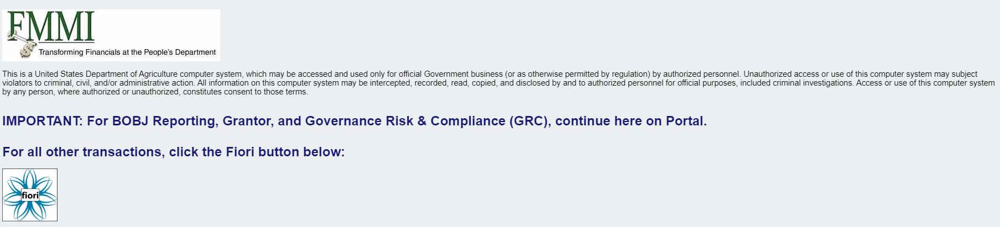 FMMI
Transforming Financials at the People's Department
This is a United States Department of Agriculture computer system, which may be accessed and used only for official Government business (or as otherwise permitted by regulation) by authorized personnel. Unauthorized access or use of this computer system may subject
violators to criminal, civil, and/or administrative action. All information on this computer system may be intercepted, recorded, read, copied, and disclosed by and to authorized personnel for official purposes, included criminal investigations. Access or use of this computer system
by any person, where authorized or unauthorized, constitutes consent to those terms.
IMPORTANT: For BOBJ Reporting, Grantor, and Governance Risk & Compliance (GRC), continue here on Portal.
For all other transactions, click the Fiori button below:
fiori